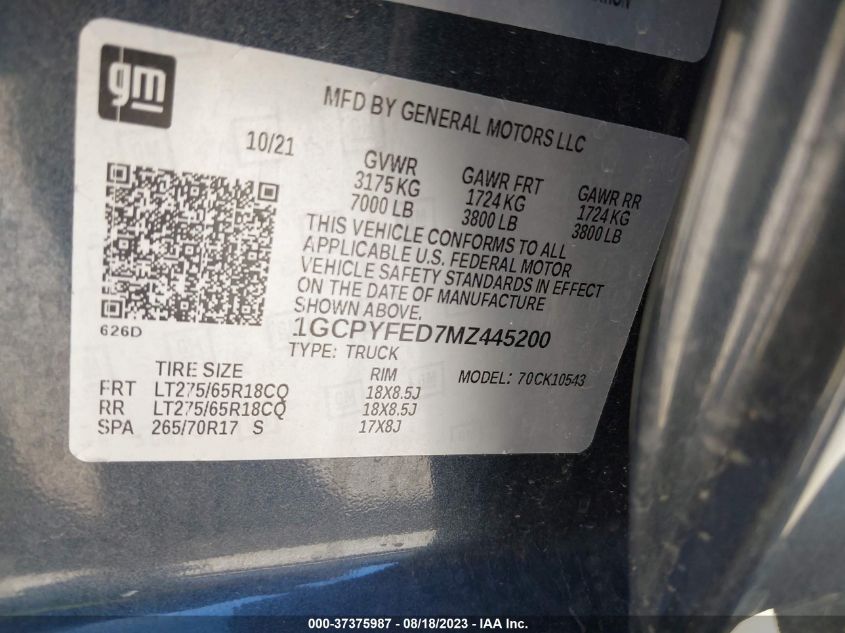 gm
MFD BY GENERAL MOTORS LLC
10/21
GVWR GAWR FRT GAWR RR
3175 KG 1724 KG 1724 KG
7000 LB 3800 LB 3800 LB
THIS VEHICLE CONFORMS TO ALL
APPLICABLE U.S. FEDERAL MOTOR
VEHICLE SAFETY STANDARDS IN EFFECT
ON THE DATE OF MANUFACTURE
SHOWN ABOVE.
626D
1GCPYFED7MZ445200
TYPE: TRUCK
TIRE SIZE RIM MODEL: 70CK10543
FRT LT275/65R18CQ 18X8.5J
RR LT275/65R18CQ 18X8.5J
SPA 265/70R17 S 17X8J
000-37375987 - 08/18/2023 - IAA Inc.